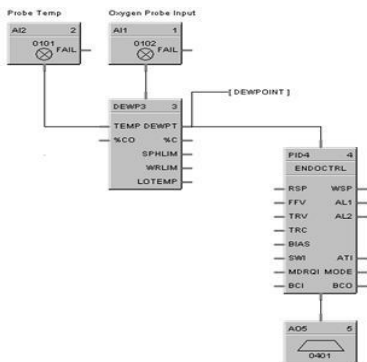 Probe Temp
Oxygen Probe Input
AI2 2
0101
FAIL
AI1 1
0102
FAIL
DEWP3 3
TEMP DEWPT
%CO %C
SPHLIM
WRLIM
LOTEMP
[ DEWPOINT ]
PID4 4
ENDOCTRL
RSP WSP
FFV AL1
TRV AL2
TRC
BIAS
SWI ATI
MDRQI MODE
BCI BCO
AO5 5
0401